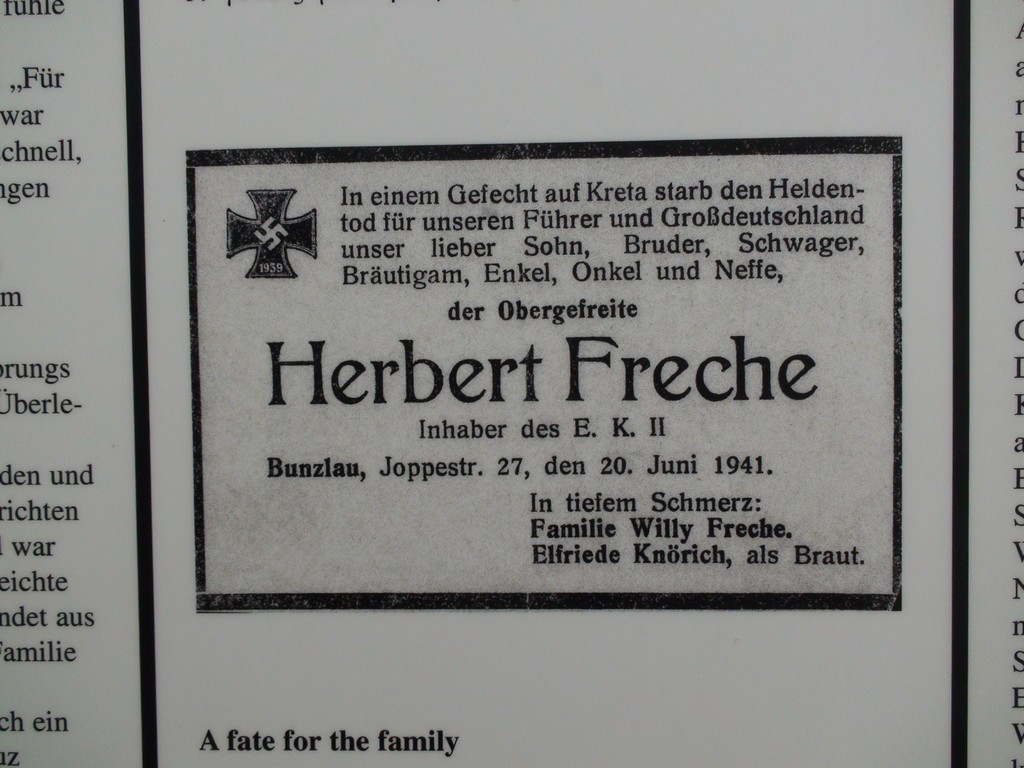 fühle
„Für
war
chnell,
ngen
m
prungs
Überle-
den und
richten
war
eichte
ndet aus
Familie
ch ein
uz
1939
In einem Gefecht auf Kreta starb den Helden-
tod für unseren Führer und Großdeutschland
unser lieber Sohn, Bruder, Schwager,
Bräutigam, Enkel, Onkel und Neffe,
der Obergefreite
Herbert Freche
Inhaber des E. K. II
Bunzlau, Joppestr. 27, den 20. Juni 1941.
In tiefem Schmerz:
Familie Willy Freche.
Elfriede Knörich, als Braut.
A fate for the family